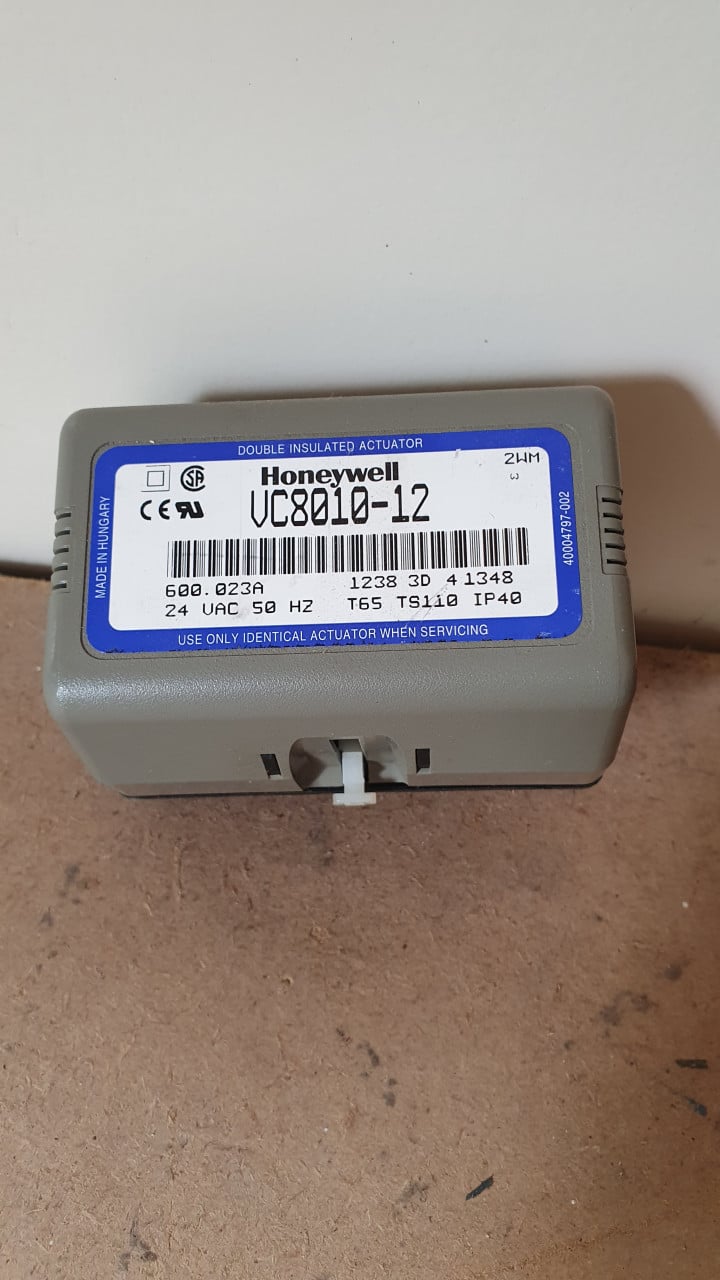 DOUBLE INSULATED ACTUATOR
2WM
3
Honeywell
VC8010-12
MADE IN HUNGARY
40004797-002
600.023A 1238 3D 4 1348
24 VAC 50 HZ T65 TS110 IP40
USE ONLY IDENTICAL ACTUATOR WHEN SERVICING